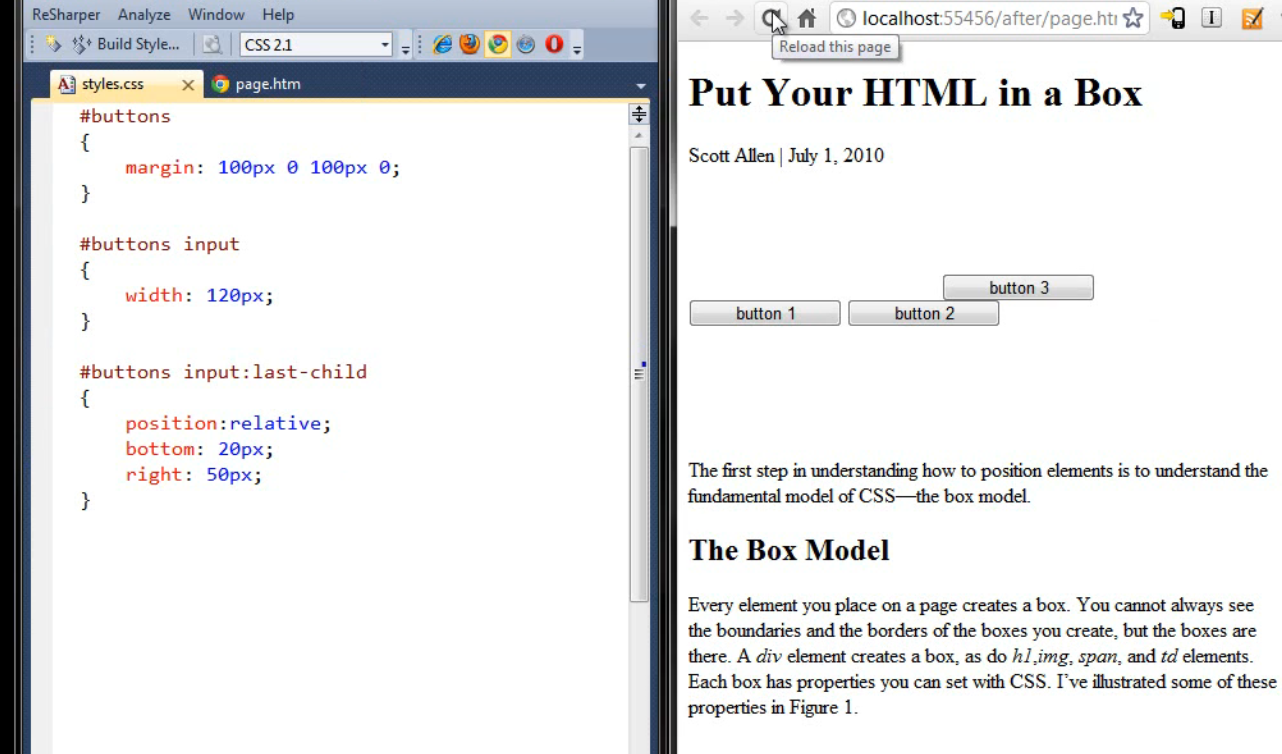 ReSharper Analyze Window Help
Build Style... CSS 2.1
styles.css page.htm
#buttons
{
margin: 100px 0 100px 0;
}
#buttons input
{
width: 120px;
}
#buttons input:last-child
{
position:relative;
bottom: 20px;
right: 50px;
}
localhost:55456/after/page.ht
Reload this page
Put Your HTML in a Box
Scott Allen | July 1, 2010
button 3
button 1 button 2
The first step in understanding how to position elements is to understand the
fundamental model of CSS—the box model.
The Box Model
Every element you place on a page creates a box. You cannot always see
the boundaries and the borders of the boxes you create, but the boxes are
there. A div element creates a box, as do h1,img, span, and td elements.
Each box has properties you can set with CSS. I’ve illustrated some of these
properties in Figure 1.